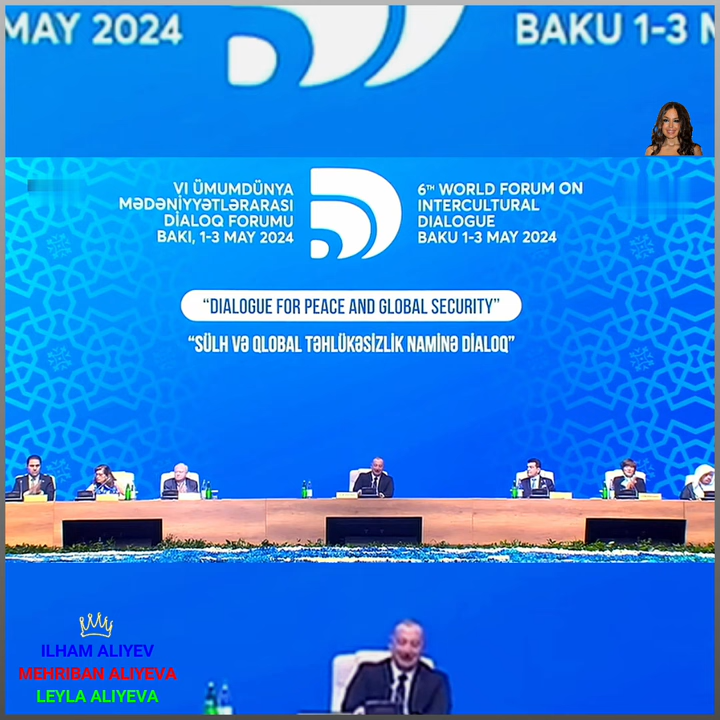 MAY 2024
BAKU 1-3
VI ÜMUMDÜNYA
MƏDƏNİYYƏTLƏRARASI
DİALOQ FORUMU
BAKI, 1-3 MAY 2024
6TH WORLD FORUM ON
INTERCULTURAL
DIALOGUE
BAKU 1-3 MAY 2024
“DIALOGUE FOR PEACE AND GLOBAL SECURITY”
“SÜLH VƏ QLOBAL TƏHLÜKƏSİZLİK NAMİNƏ DİALOQ”
ILHAM ALIYEV
MEHRIBAN ALIYEVA
LEYLA ALIYEVA